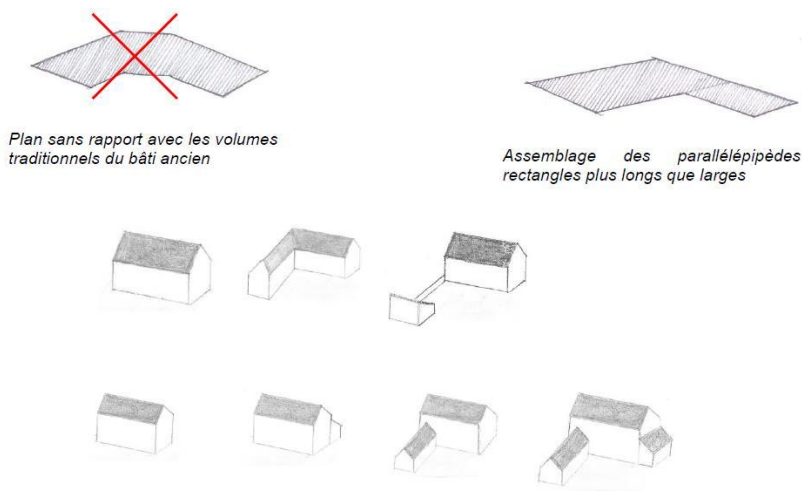 Plan sans rapport avec les volumes
traditionnels du bâti ancien
Assemblage des parallélépipèdes
rectangles plus longs que larges